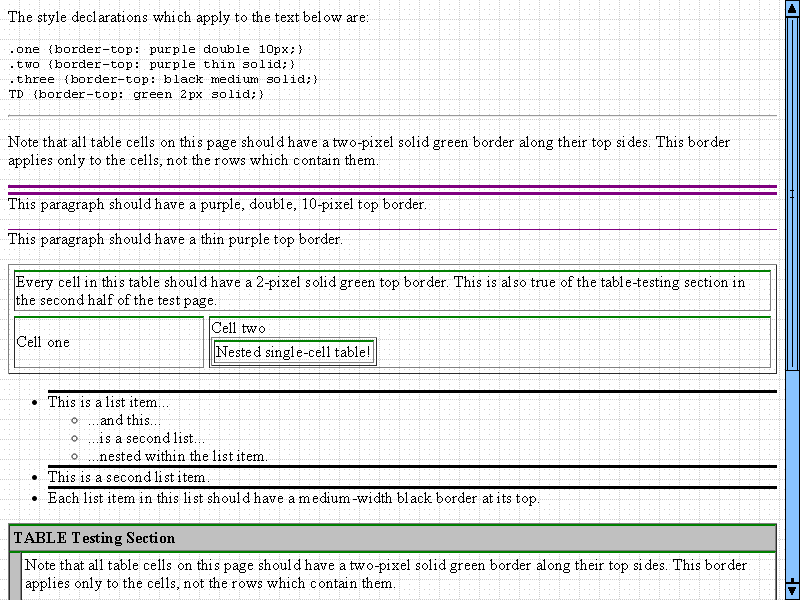 The style declarations which apply to the text below are:
.one {border-top: purple double 10px;}
.two {border-top: purple thin solid;}
.three {border-top: black medium solid;}
TD {border-top: green 2px solid;}
Note that all table cells on this page should have a two-pixel solid green border along their top sides. This border
applies only to the cells, not the rows which contain them.
This paragraph should have a purple, double, 10-pixel top border.
This paragraph should have a thin purple top border.
Every cell in this table should have a 2-pixel solid green top border. This is also true of the table-testing section in
the second half of the test page.
Cell one
Cell two
Nested single-cell table!
This is a list item...
...and this...
...is a second list...
...nested within the list item.
This is a second list item.
Each list item in this list should have a medium-width black border at its top.
TABLE Testing Section
Note that all table cells on this page should have a two-pixel solid green border along their top sides. This border
applies only to the cells, not the rows which contain them.